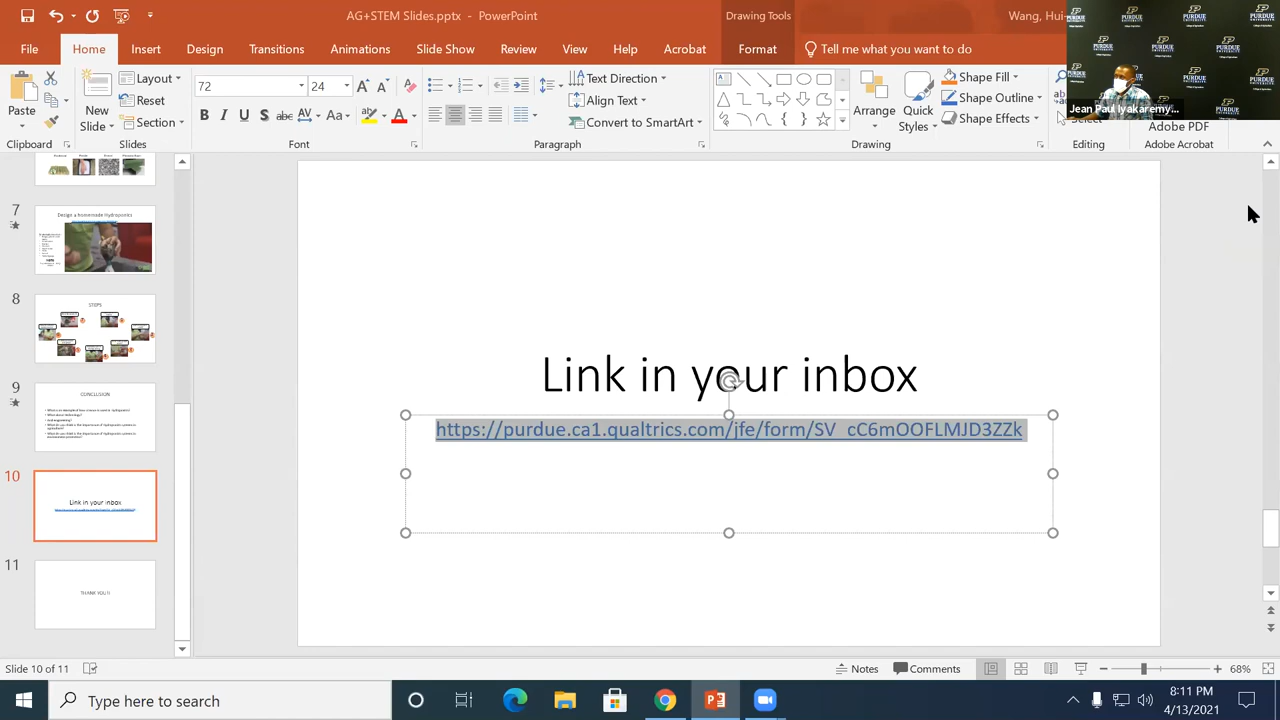 AG+STEM Slides.pptx - PowerPoint
Drawing Tools
Wang, Hui-
File Home Insert Design Slide Show Transitions Animations Review View Help Acrobat Format Tell me what you want to do
PURDUE
Jean Paul Iyakaremy...
Paste
Clipboard
New Slide
Layout
Reset
Section
Slides
72
24
B I U S abc AV Aa A
Font
Text Direction
Align Text
Convert to SmartArt
Paragraph
Arrange
Quick Styles
Shape Fill
Shape Outline
Shape Effects
Drawing
Select
Editing
Adobe PDF
Adobe Acrobat
7
Design a homemade Hydroponics
8
STEPS
9
CONCLUSION
10
Link in your inbox
11
THANK YOU!!
Link in your inbox
https://purdue.ca1.qualtrics.com/jfe/form/SV_cC6mOOFLMJD3ZZk
Slide 10 of 11
Notes
Comments
68%
Type here to search
8:11 PM
4/13/2021